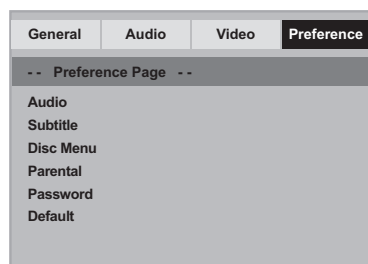 General Audio Video Preference
- - Preference Page - -
Audio
Subtitle
Disc Menu
Parental
Password
Default